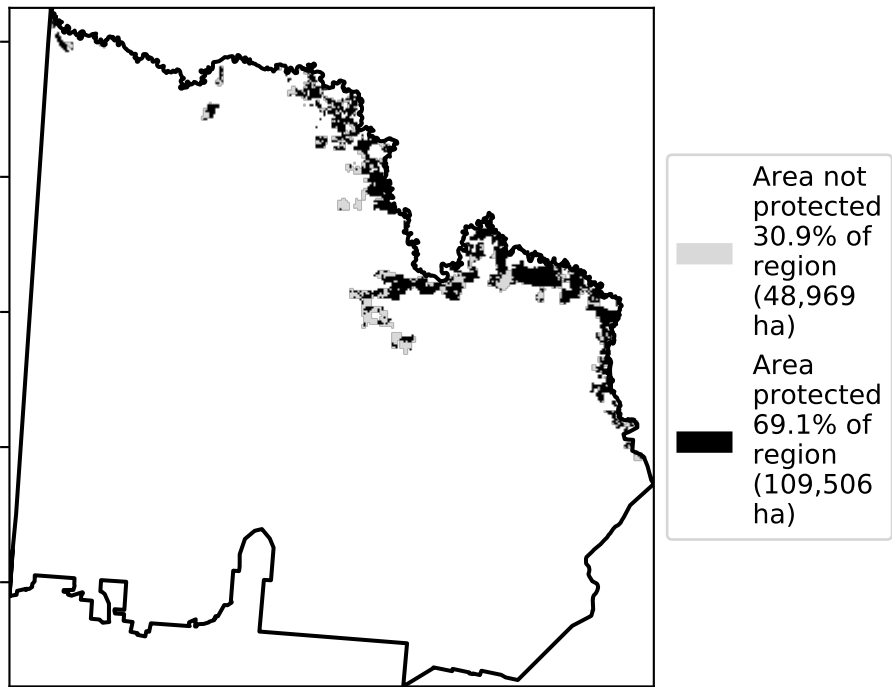 Area not
protected
30.9% of
region
(48,969
ha)
Area
protected
69.1% of
region
(109,506
ha)